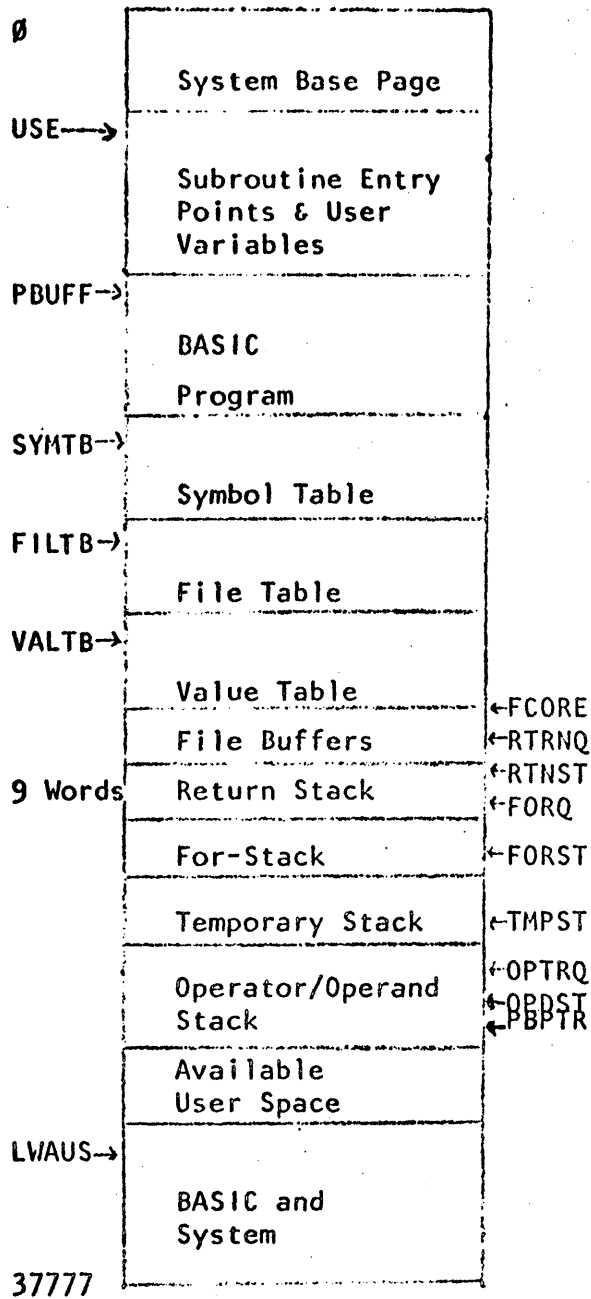 Ø
System Base Page
USE→
Subroutine Entry
Points & User
Variables
PBUFF→
BASIC
Program
SYMTB→
Symbol Table
FILTB→
File Table
VALTB→
Value Table
←FCORE
File Buffers
←RTRNQ
←RTNST
9 Words
Return Stack
←FORQ
For-Stack
←FORST
Temporary Stack
←TMPST
←OPTRQ
Operator/Operand
←OPDST
Stack
←PBPTR
Available
User Space
LWAUS→
BASIC and
System
37777